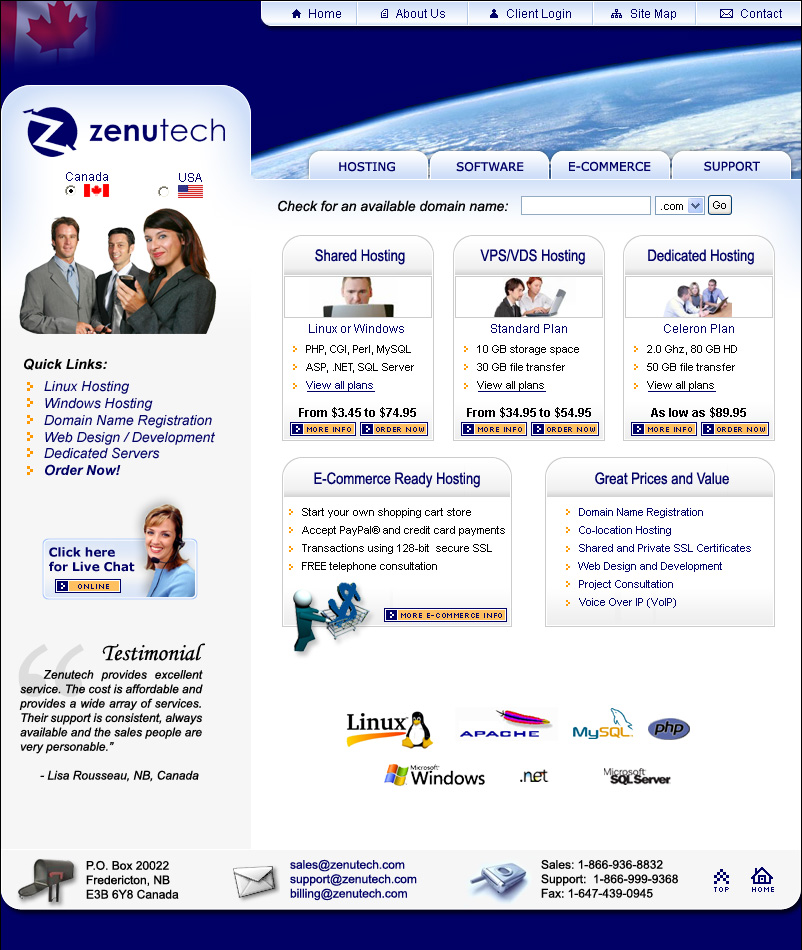 Home
About Us
Client Login
Site Map
Contact
zenutech
Canada
USA
HOSTING
SOFTWARE
E-COMMERCE
SUPPORT
Check for an available domain name:
.com
Go
Shared Hosting
Linux or Windows
PHP, CGI, Perl, MySQL
ASP, .NET, SQL Server
View all plans
From $3.45 to $74.95
MORE INFO
ORDER NOW
VPS/VDS Hosting
Standard Plan
10 GB storage space
30 GB file transfer
View all plans
From $34.95 to $54.95
MORE INFO
ORDER NOW
Dedicated Hosting
Celeron Plan
2.0 Ghz, 80 GB HD
50 GB file transfer
View all plans
As low as $89.95
MORE INFO
ORDER NOW
Quick Links:
Linux Hosting
Windows Hosting
Domain Name Registration
Web Design / Development
Dedicated Servers
Order Now!
E-Commerce Ready Hosting
Start your own shopping cart store
Accept PayPal® and credit card payments
Transactions using 128-bit secure SSL
FREE telephone consultation
MORE E-COMMERCE INFO
Great Prices and Value
Domain Name Registration
Co-location Hosting
Shared and Private SSL Certificates
Web Design and Development
Project Consultation
Voice Over IP (VoIP)
Click here
for Live Chat
ONLINE
Testimonial
Zenutech provides excellent
service. The cost is affordable and
provides a wide array of services.
Their support is consistent, always
available and the sales people are
very personable.”
- Lisa Rousseau, NB, Canada
Linux
APACHE
MySQL
php
Microsoft
Windows
.net
Microsoft
SQL Server
P.O. Box 20022
Fredericton, NB
E3B 6Y8 Canada
sales@zenutech.com
support@zenutech.com
billing@zenutech.com
Sales: 1-866-936-8832
Support: 1-866-999-9368
Fax: 1-647-439-0945
TOP
HOME